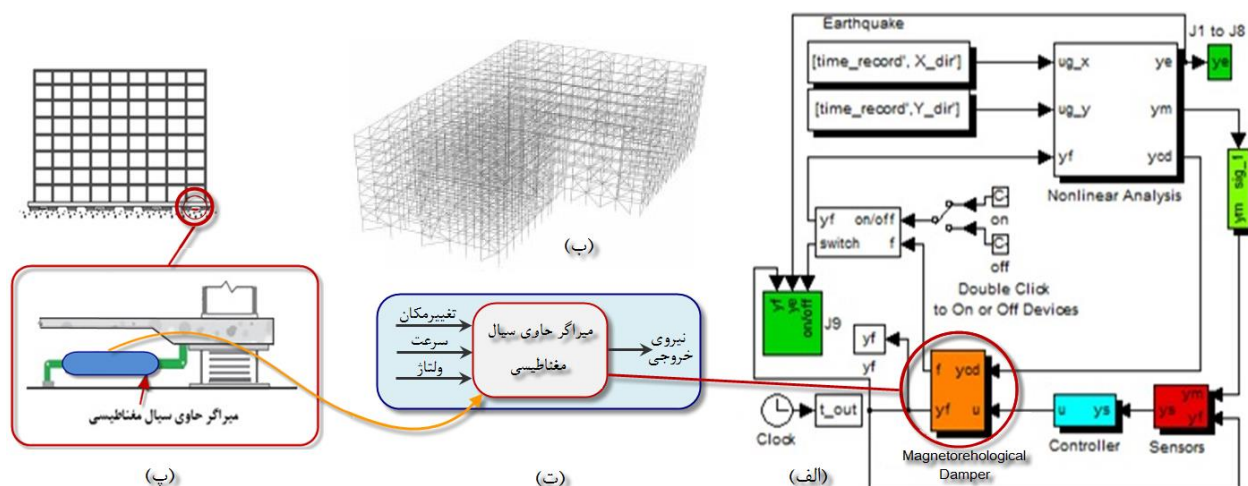 Earthquake
[time_record', X_dir']
[time_record',Y_dir']
ug_x
ug_y
yf
ye
ym
ycd
Nonlinear Analysis
J1 to J8
ye
sig_1
ym
yf
on/off
switch
f
C
on
C
off
Double Click
to On or Off Devices
yf
ye
on/off
J9
yf
yf
f
ycd
yf
u
Magnetorehological
Damper
u
ys
Controller
ym
ys
yf
Sensors
Clock
t_out
(الف)
(ب)
میراگر حاوی سیال مغناطیسی
(پ)
تغییرمکان
سرعت
ولتاژ
میراگر حاوی سیال
مغناطیسی
نیروی
خروجی
(ت)